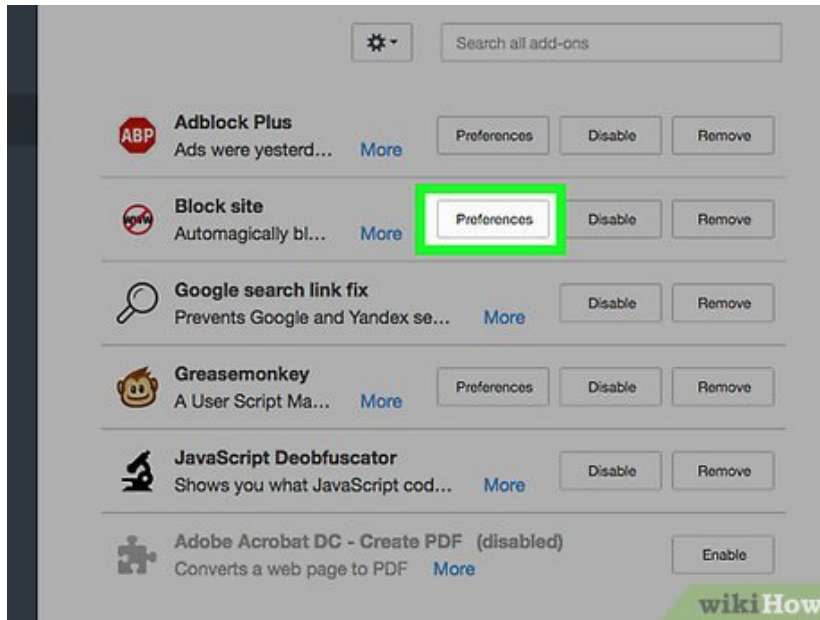 Search all add-ons
ABP
Adblock Plus
Ads were yesterd... More
Preferences Disable Remove
Block site
Automagically bl... More
Preferences Disable Remove
Google search link fix
Prevents Google and Yandex se... More
Disable Remove
Greasemonkey
A User Script Ma... More
Preferences Disable Remove
JavaScript Deobfuscator
Shows you what JavaScript cod... More
Disable Remove
Adobe Acrobat DC - Create PDF (disabled)
Converts a web page to PDF More
Enable
wikiHow